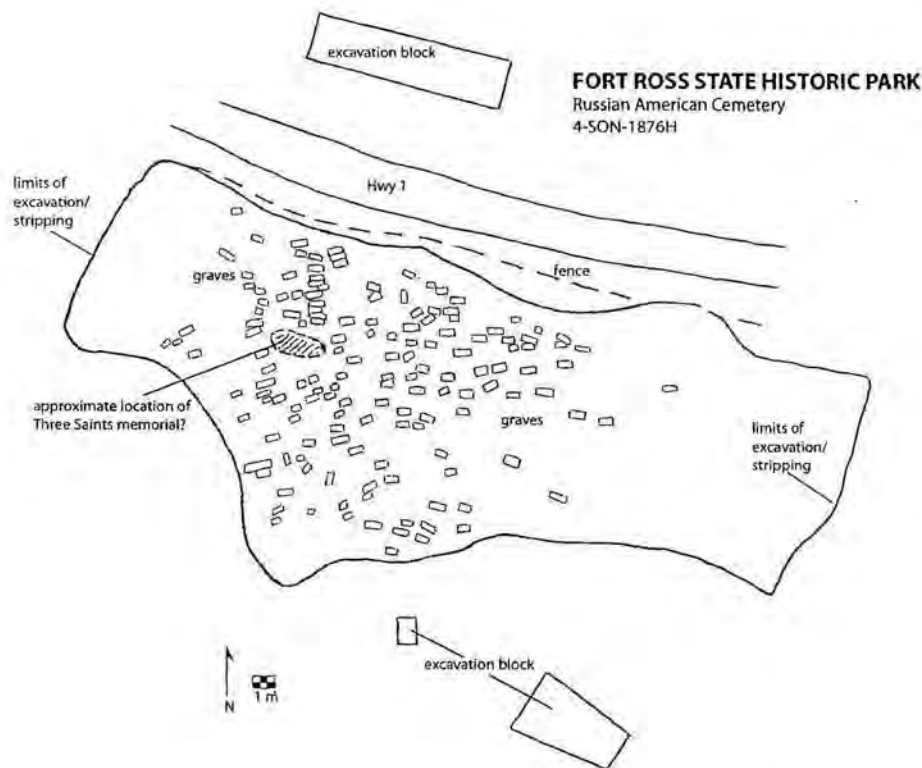 excavation block
FORT ROSS STATE HISTORIC PARK
Russian American Cemetery
4-SON-1876H
Hwy 1
limits of
excavation/
stripping
fence
graves
approximate location of
Three Saints memorial?
graves
limits of
excavation/
stripping
excavation block
N
1 m